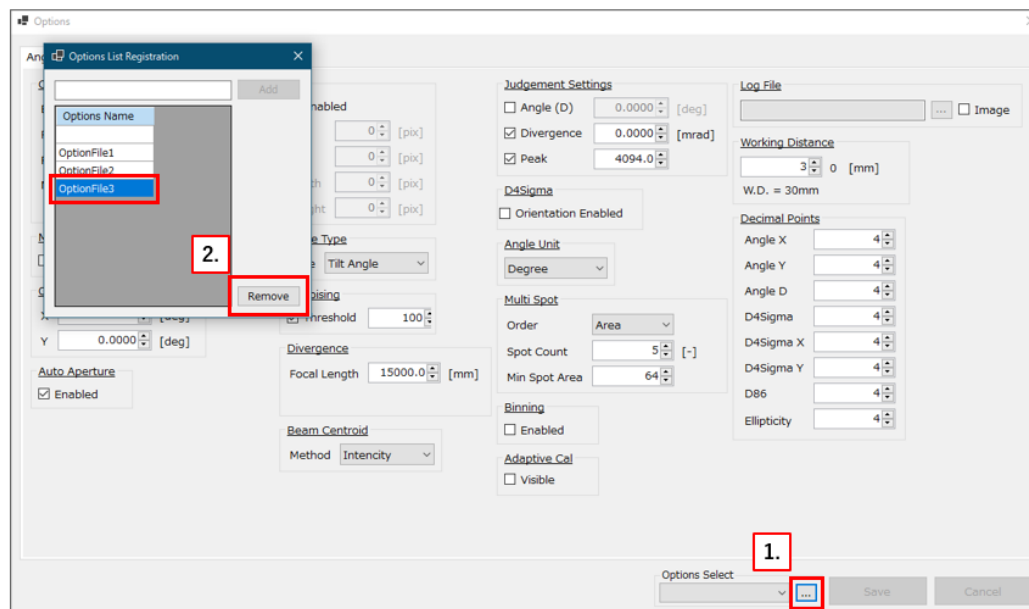 Options
Options List Registration
Add
Options Name
OptionFile1
OptionFile2
OptionFile3
2.
Remove
0.0000 [deg]
Y
Auto Aperture
Enabled
0 [pix]
0 [pix]
0 [pix]
0 [pix]
Type
Tilt Angle
Threshold 100
Divergence
Focal Length 15000.0 [mm]
Beam Centroid
Method Intencity
Judgement Settings
Angle (D) 0.0000 [deg]
Divergence 0.0000 [mrad]
Peak 4094.0
D4Sigma
Orientation Enabled
Angle Unit
Degree
Multi Spot
Order Area
Spot Count 5 [-]
Min Spot Area 64
Binning
Enabled
Adaptive Cal
Visible
Log File
... Image
Working Distance
3 0 [mm]
W.D. = 30mm
Decimal Points
Angle X 4
Angle Y 4
Angle D 4
D4Sigma 4
D4Sigma X 4
D4Sigma Y 4
D86 4
Ellipticity 4
1.
Options Select
... Save Cancel